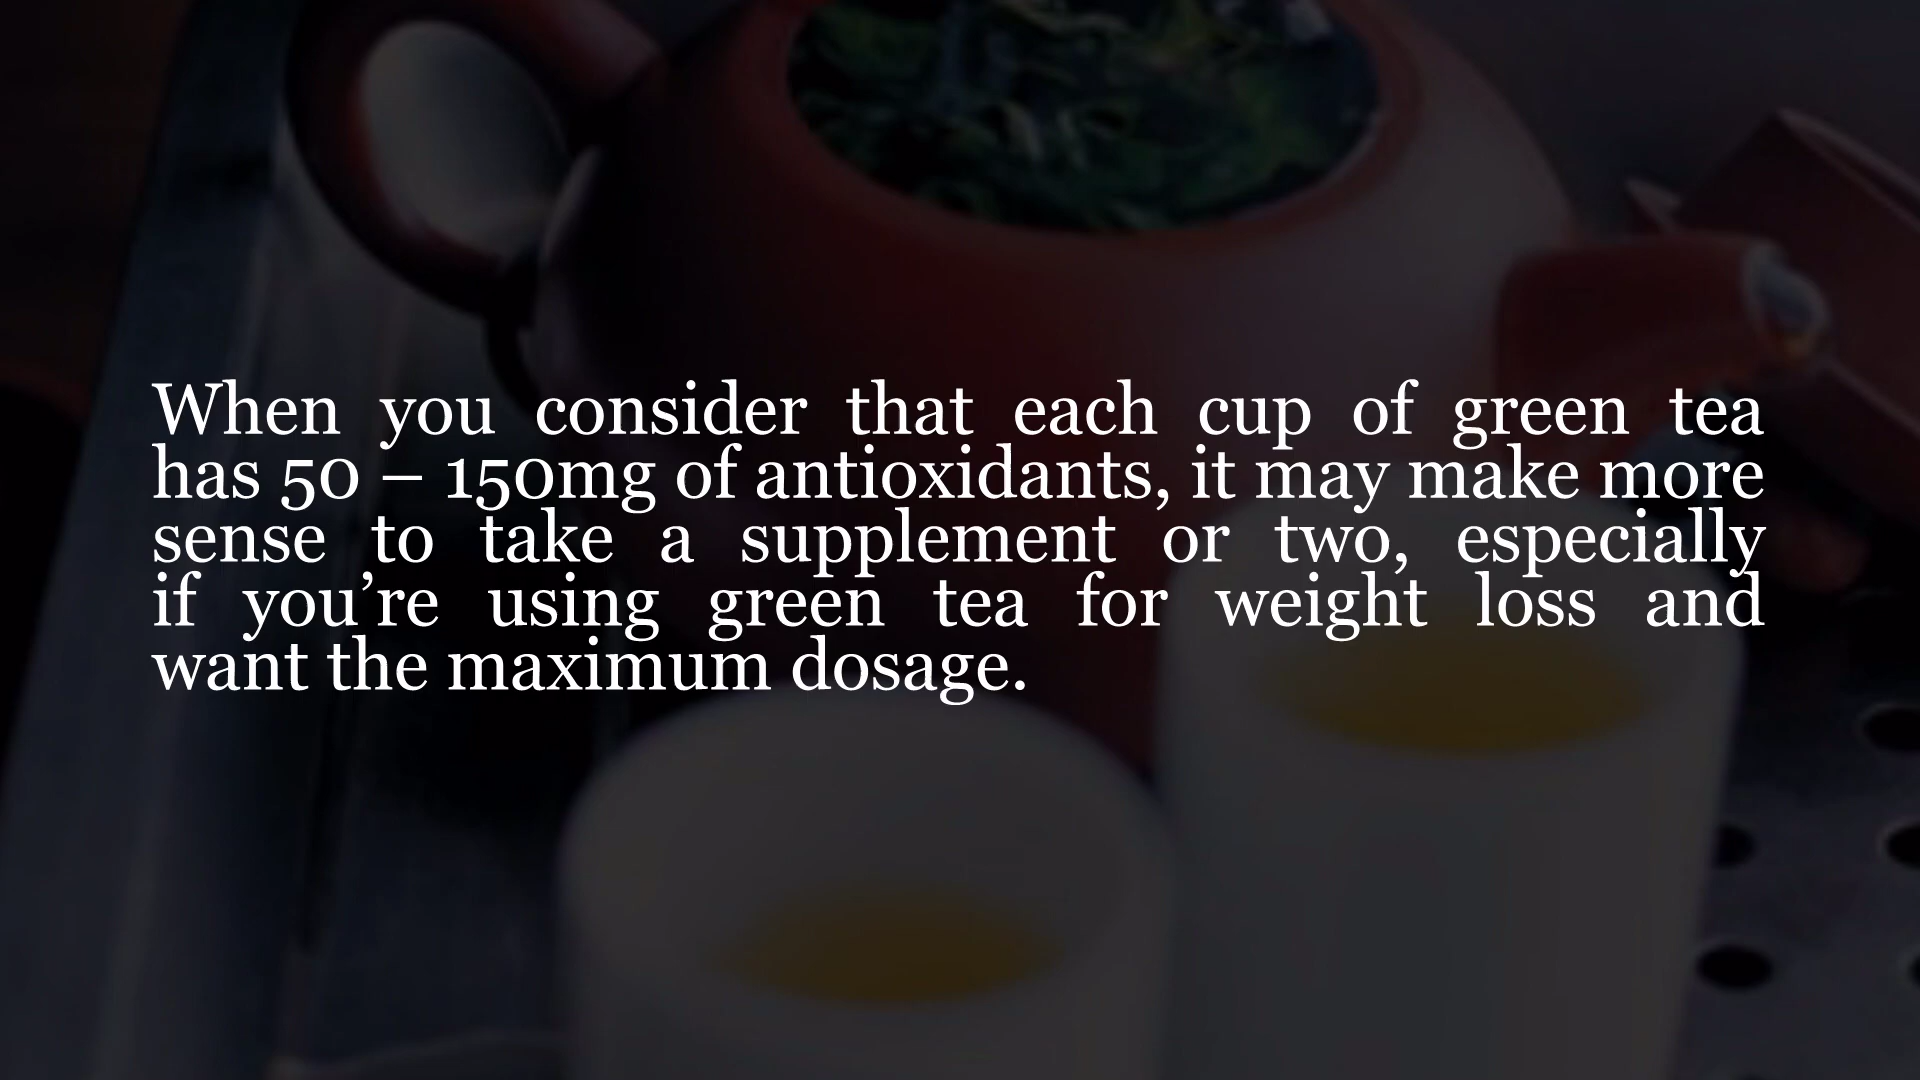 When you consider that each cup of green tea
has 50 – 150mg of antioxidants, it may make more
sense to take a supplement or two, especially
if you’re using green tea for weight loss and
want the maximum dosage.